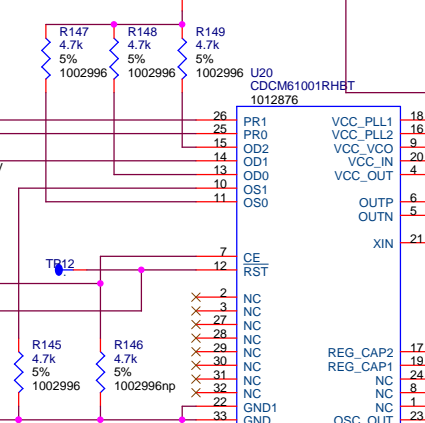 R147
4.7k
5%
1002996
R148
4.7k
5%
1002996
R149
4.7k
5%
1002996
U20
CDCM61001RHBT
1012876
26 PR1
25 PR0
15 OD2
14 OD1
13 OD0
10 OS1
11 OS0
7 CE
12 RST
2 NC
3 NC
27 NC
28 NC
29 NC
30 NC
31 NC
32 NC
22 GND1
33 GND
VCC_PLL1 18
VCC_PLL2 16
VCC_VCO 9
VCC_IN 20
VCC_OUT 4
OUTP 6
OUTN 5
XIN 21
REG_CAP2 17
REG_CAP1 19
NC 24
NC 8
NC 1
OSC_OUT 23
TP12
R145
4.7k
5%
1002996
R146
4.7k
5%
1002996np